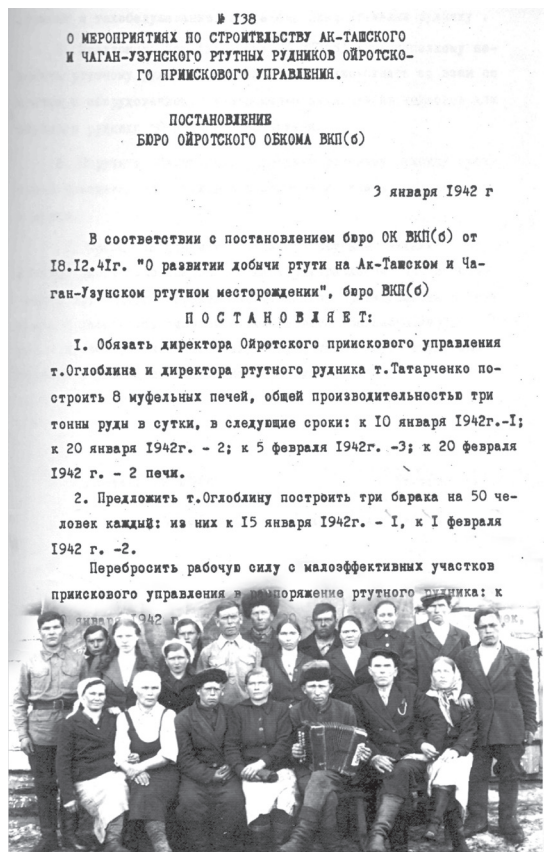 № 138
О МЕРОПРИЯТИЯХ ПО СТРОИТЕЛЬСТВУ АК-ТАШСКОГО
И ЧАГАН-УЗУНСКОГО РТУТНЫХ РУДНИКОВ ОЙРОТСКО-
ГО ПРИИСКОВОГО УПРАВЛЕНИЯ.
ПОСТАНОВЛЕНИЕ
БЮРО ОЙРОТСКОГО ОБКОМА ВКП(б)
3 января 1942 г
В соответствии с постановлением бюро ОК ВКП(б) от
18.12.41г. "О развитии добычи ртути на Ак-Ташском и Ча-
ган-Узунском ртутном месторождении", бюро ВКП(б)
ПОСТАНОВЛЯЕТ:
1. Обязать директора Ойротского приискового управления
т.Оглоблина и директора ртутного рудника т.Татарченко по-
строить 8 муфельных печей, общей производительностью три
тонны руды в сутки, в следующие сроки: к 10 января 1942г.-1;
к 20 января 1942г. - 2; к 5 февраля 1942г. -3; к 20 февраля
1942 г. - 2 печи.
2. Предложить т.Оглоблину построить три барака на 50 че-
ловек каждый: из них к 15 января 1942г. - 1, к 1 февраля
1942 г. -2.
Перебросить рабочую силу с малоэффективных участков
приискового управления в распоряжение ртутного рудника: к
января 1942 г